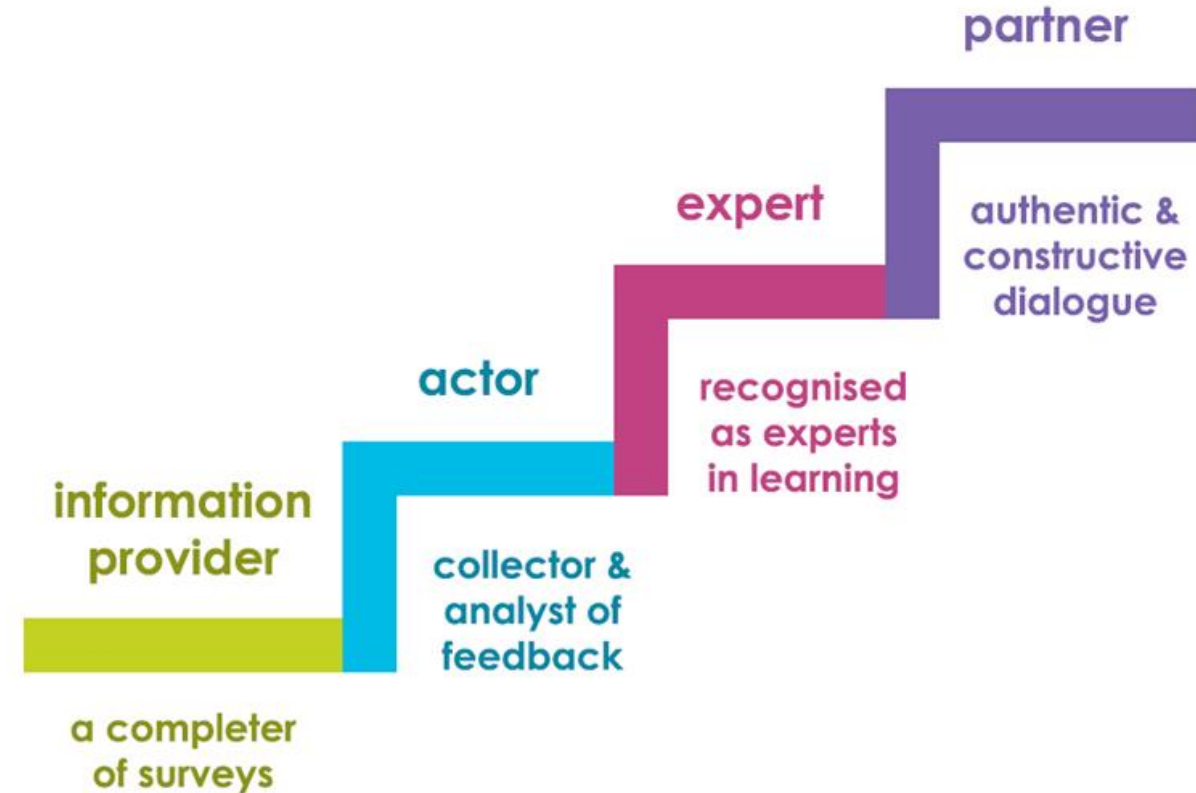 information
provider
a completer
of surveys
actor
collector &
analyst of
feedback
expert
recognised
as experts
in learning
partner
authentic &
constructive
dialogue